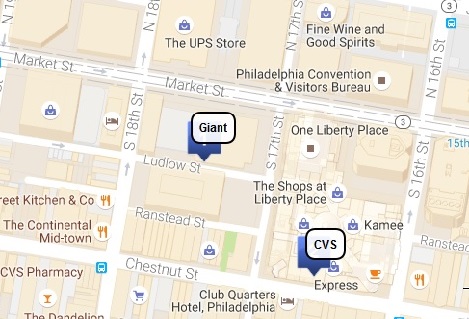 N 18th St
The UPS Store
N 17th St
Fine Wine and
Good Spirits
3
N 16th St
Market St
Market St
Philadelphia Convention
& Visitors Bureau
3
15th
S 18th St
Giant
S 17th St
One Liberty Place
S 16th St
Ludlow St
The Shops at
Liberty Place
reet Kitchen & Co
The Continental
Mid-town
Ranstead St
Kamee
Ranstead
CVS
CVS Pharmacy
Chestnut St
Express
Club Quarters
Hotel, Philadelphia
The Dandelion